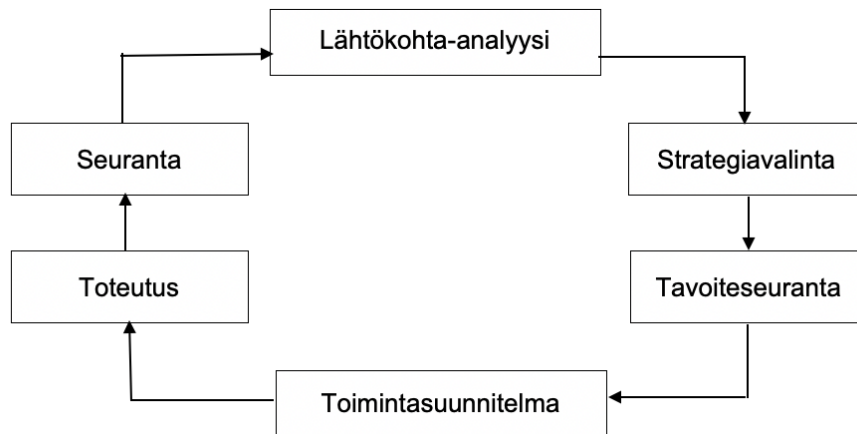 Lähtökohta-analyysi
Strategiavalinta
Tavoiteseuranta
Toimintasuunnitelma
Toteutus
Seuranta